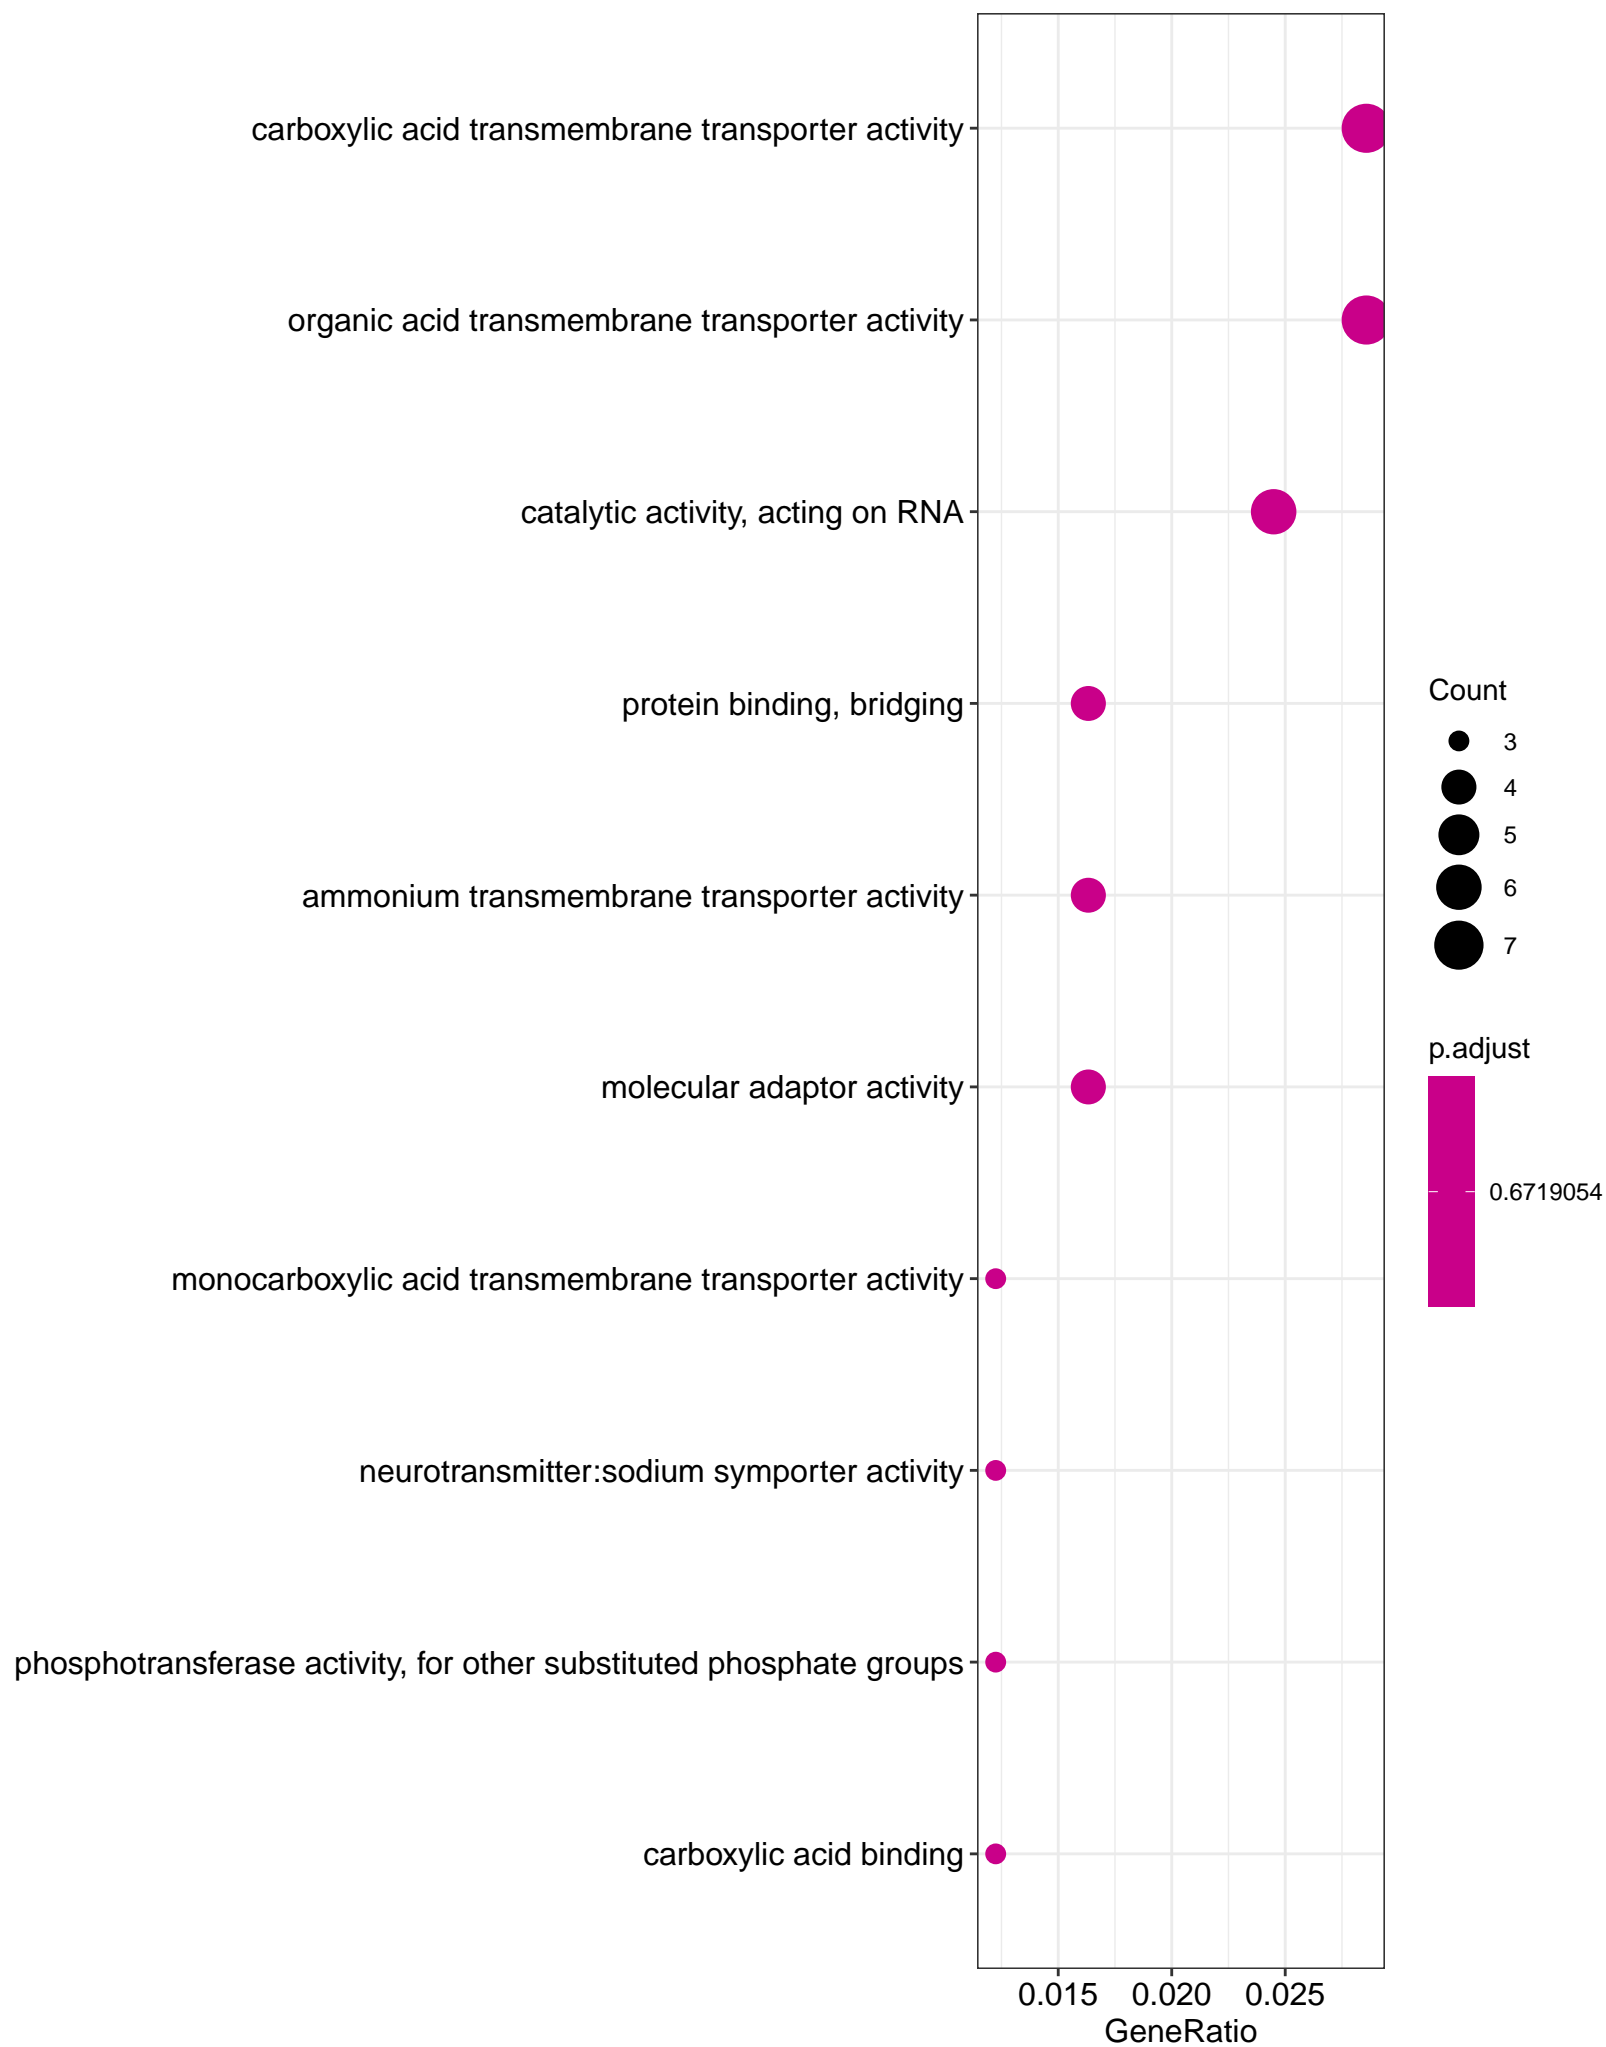 carboxylic acid transmembrane transporter activity
organic acid transmembrane transporter activity
catalytic activity, acting on RNA
protein binding, bridging
ammonium transmembrane transporter activity
molecular adaptor activity
monocarboxylic acid transmembrane transporter activity
neurotransmitter:sodium symporter activity
phosphotransferase activity, for other substituted phosphate groups
carboxylic acid binding
0.015 0.020 0.025
GeneRatio
Count
3
4
5
6
7
p.adjust
0.6719054